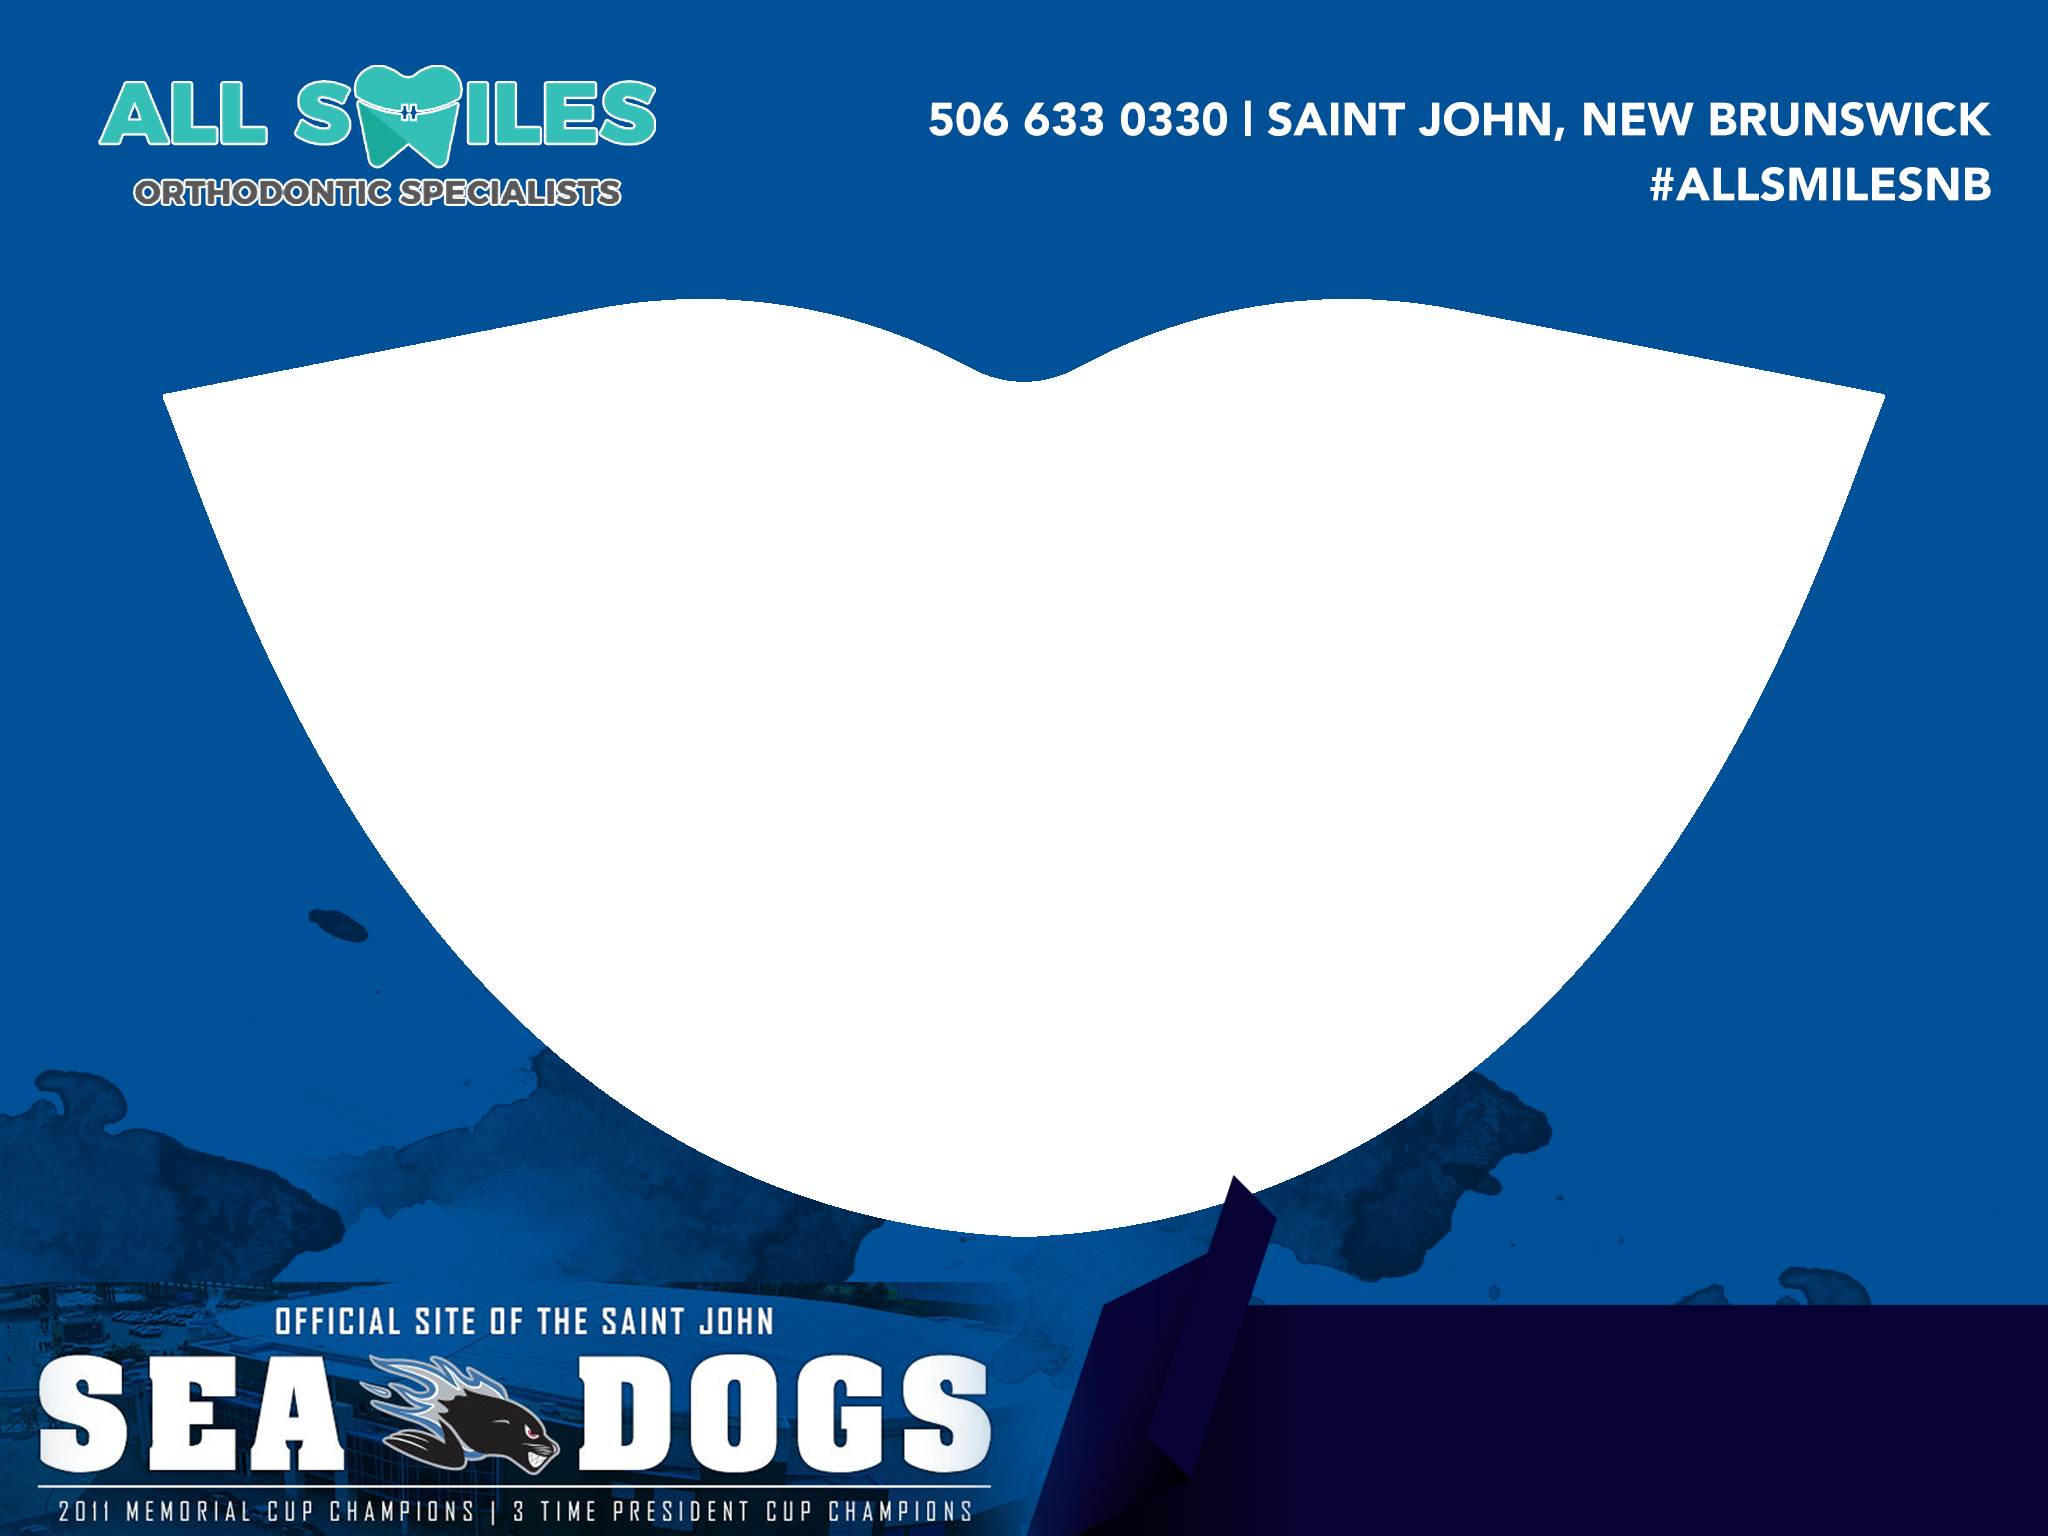 ALL SMILES
ORTHODONTIC SPECIALISTS
506 633 0330 | SAINT JOHN, NEW BRUNSWICK
#ALLSMILESNB
OFFICIAL SITE OF THE SAINT JOHN
SEA DOGS
2011 MEMORIAL CUP CHAMPIONS | 3 TIME PRESIDENT CUP CHAMPIONS